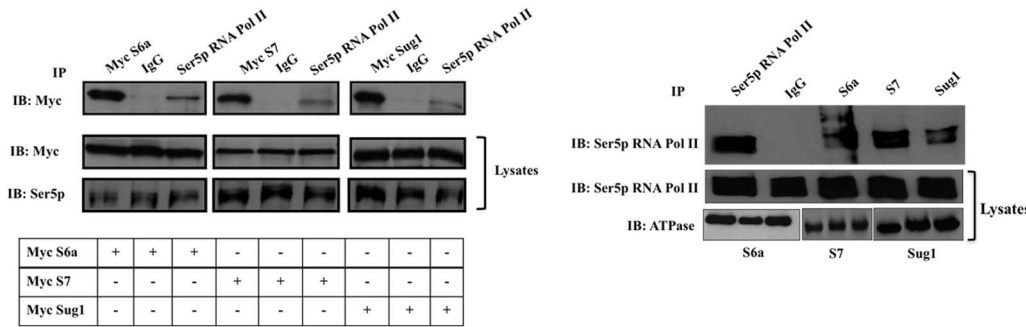 IP Myc S6a IgG Ser5p RNA Pol II Myc S7 IgG Ser5p RNA Pol II Myc Sug1 IgG Ser5p RNA Pol II
IB: Myc
IB: Myc
IB: Ser5p
Lysates
Myc S6a + + + - - - - - -
Myc S7 - - - + + + - - -
Myc Sug1 - - - - - - + + +
IP Ser5p RNA Pol II IgG S6a S7 Sug1
IB: Ser5p RNA Pol II
IB: Ser5p RNA Pol II
IB: ATPase
Lysates
S6a S7 Sug1